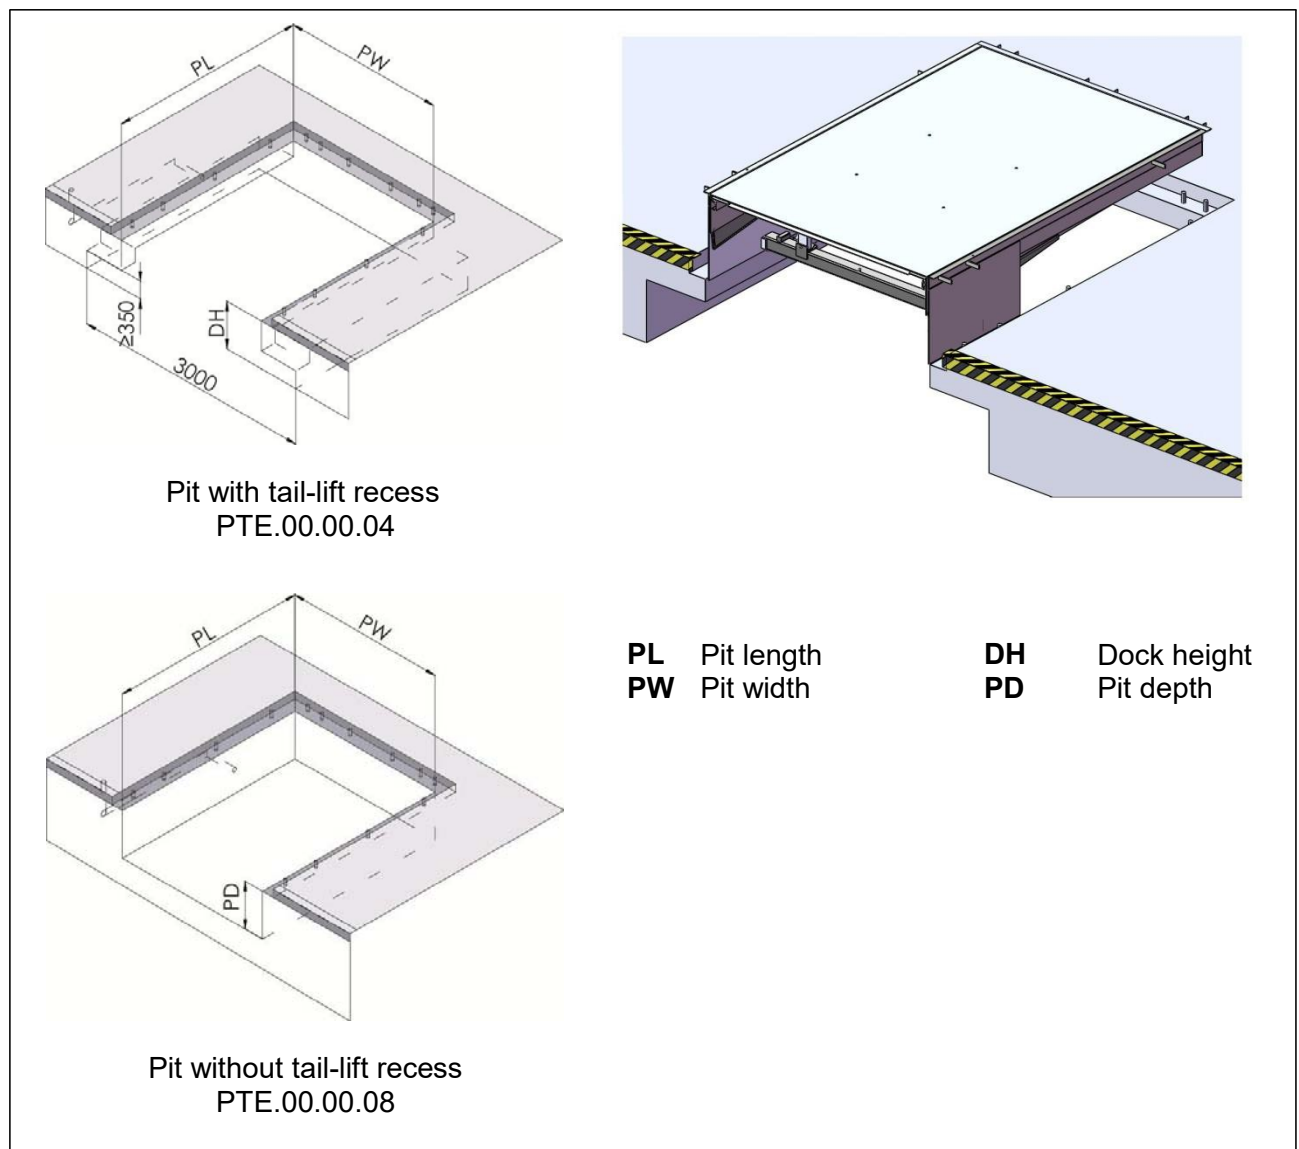 PL
PW
≥350
DH
3000
Pit with tail-lift recess
PTE.00.00.04
PL
PW
PD
Pit without tail-lift recess
PTE.00.00.08
PL Pit length DH Dock height
PW Pit width PD Pit depth